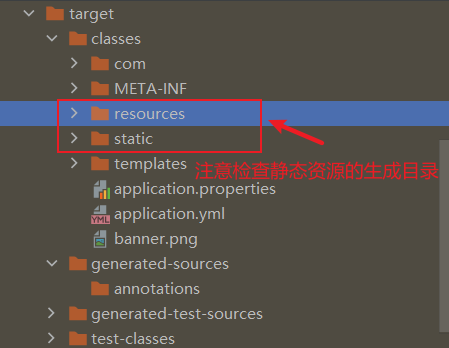 target
classes
com
META-INF
resources
static
templates
注意检查静态资源的生成目录
application.properties
YML
application.yml
banner.png
generated-sources
annotations
generated-test-sources
test-classes